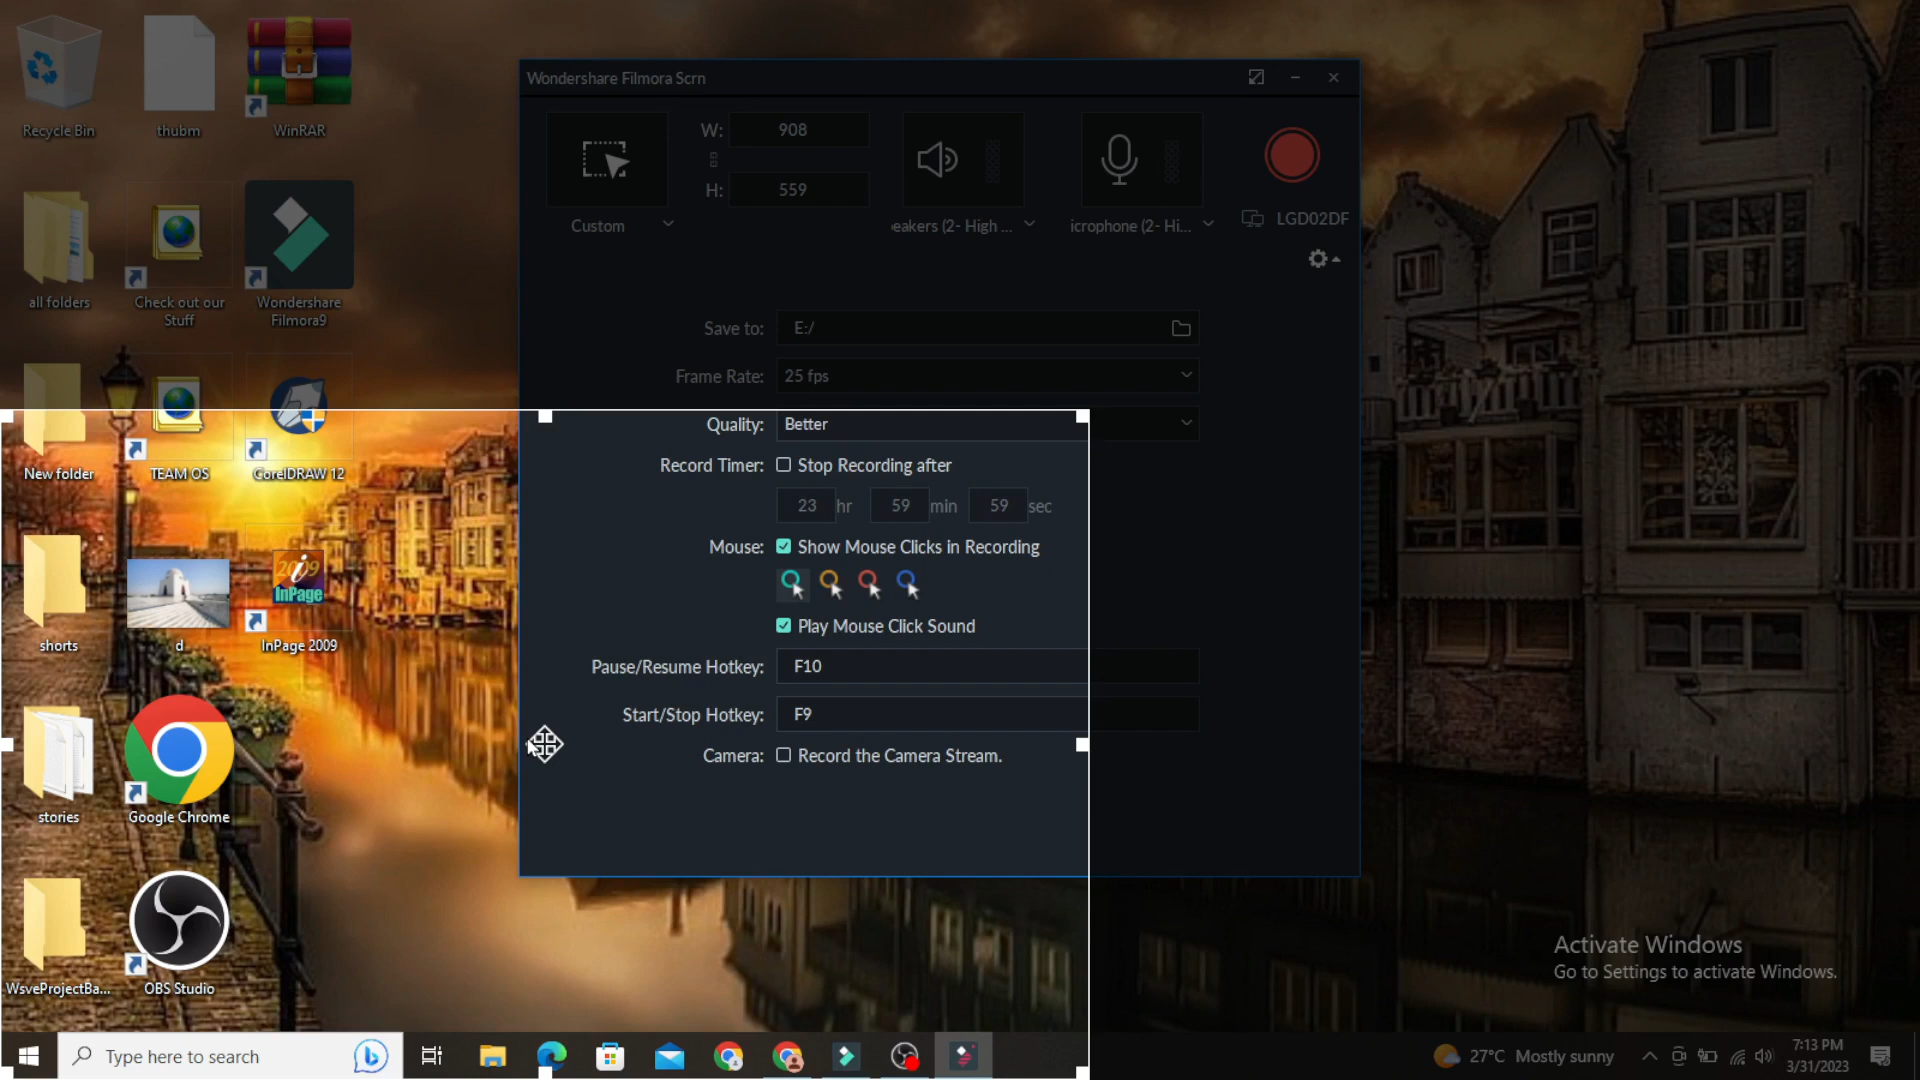 Recycle Bin
thubm
WinRAR
all folders
Check out our
Stuff
Wondershare
Filmora9
New folder
TEAM OS
CorelDRAW 12
shorts
d
2009
InPage
InPage 2009
stories
Google Chrome
WsveProjectBa...
OBS Studio
Wondershare Filmora Scrn
W: 908
H: 559
Custom
eakers (2- High ...
icrophone (2- Hi...
LGD02DF
Save to: E:/
Frame Rate: 25 fps
Quality: Better
Record Timer: Stop Recording after
23 hr 59 min 59 sec
Mouse: Show Mouse Clicks in Recording
Play Mouse Click Sound
Pause/Resume Hotkey: F10
Start/Stop Hotkey: F9
Camera: Record the Camera Stream.
Activate Windows
Go to Settings to activate Windows.
Type here to search
27°C Mostly sunny
7:13 PM
3/31/2023